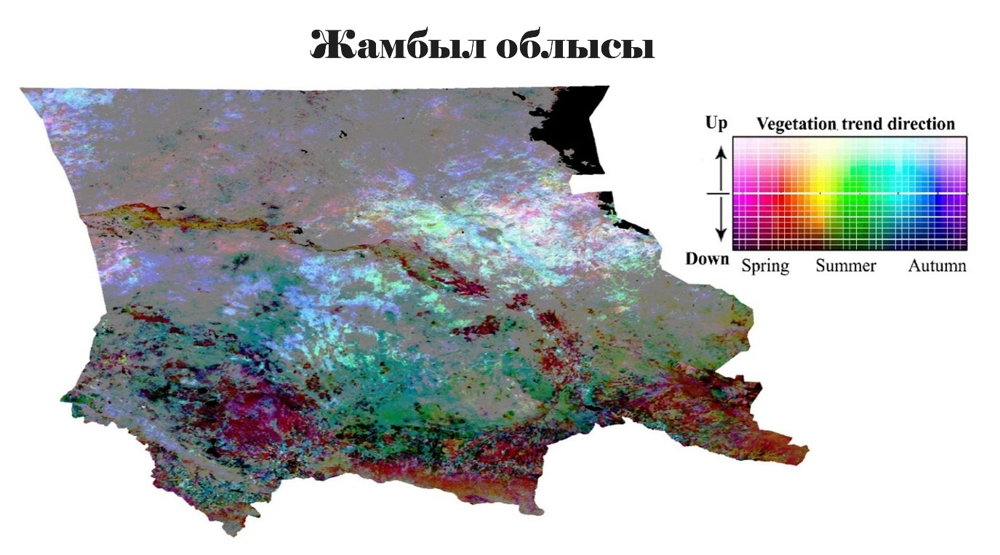 Жамбыл облысы
Up
Vegetation trend direction
Down
Spring
Summer
Autumn